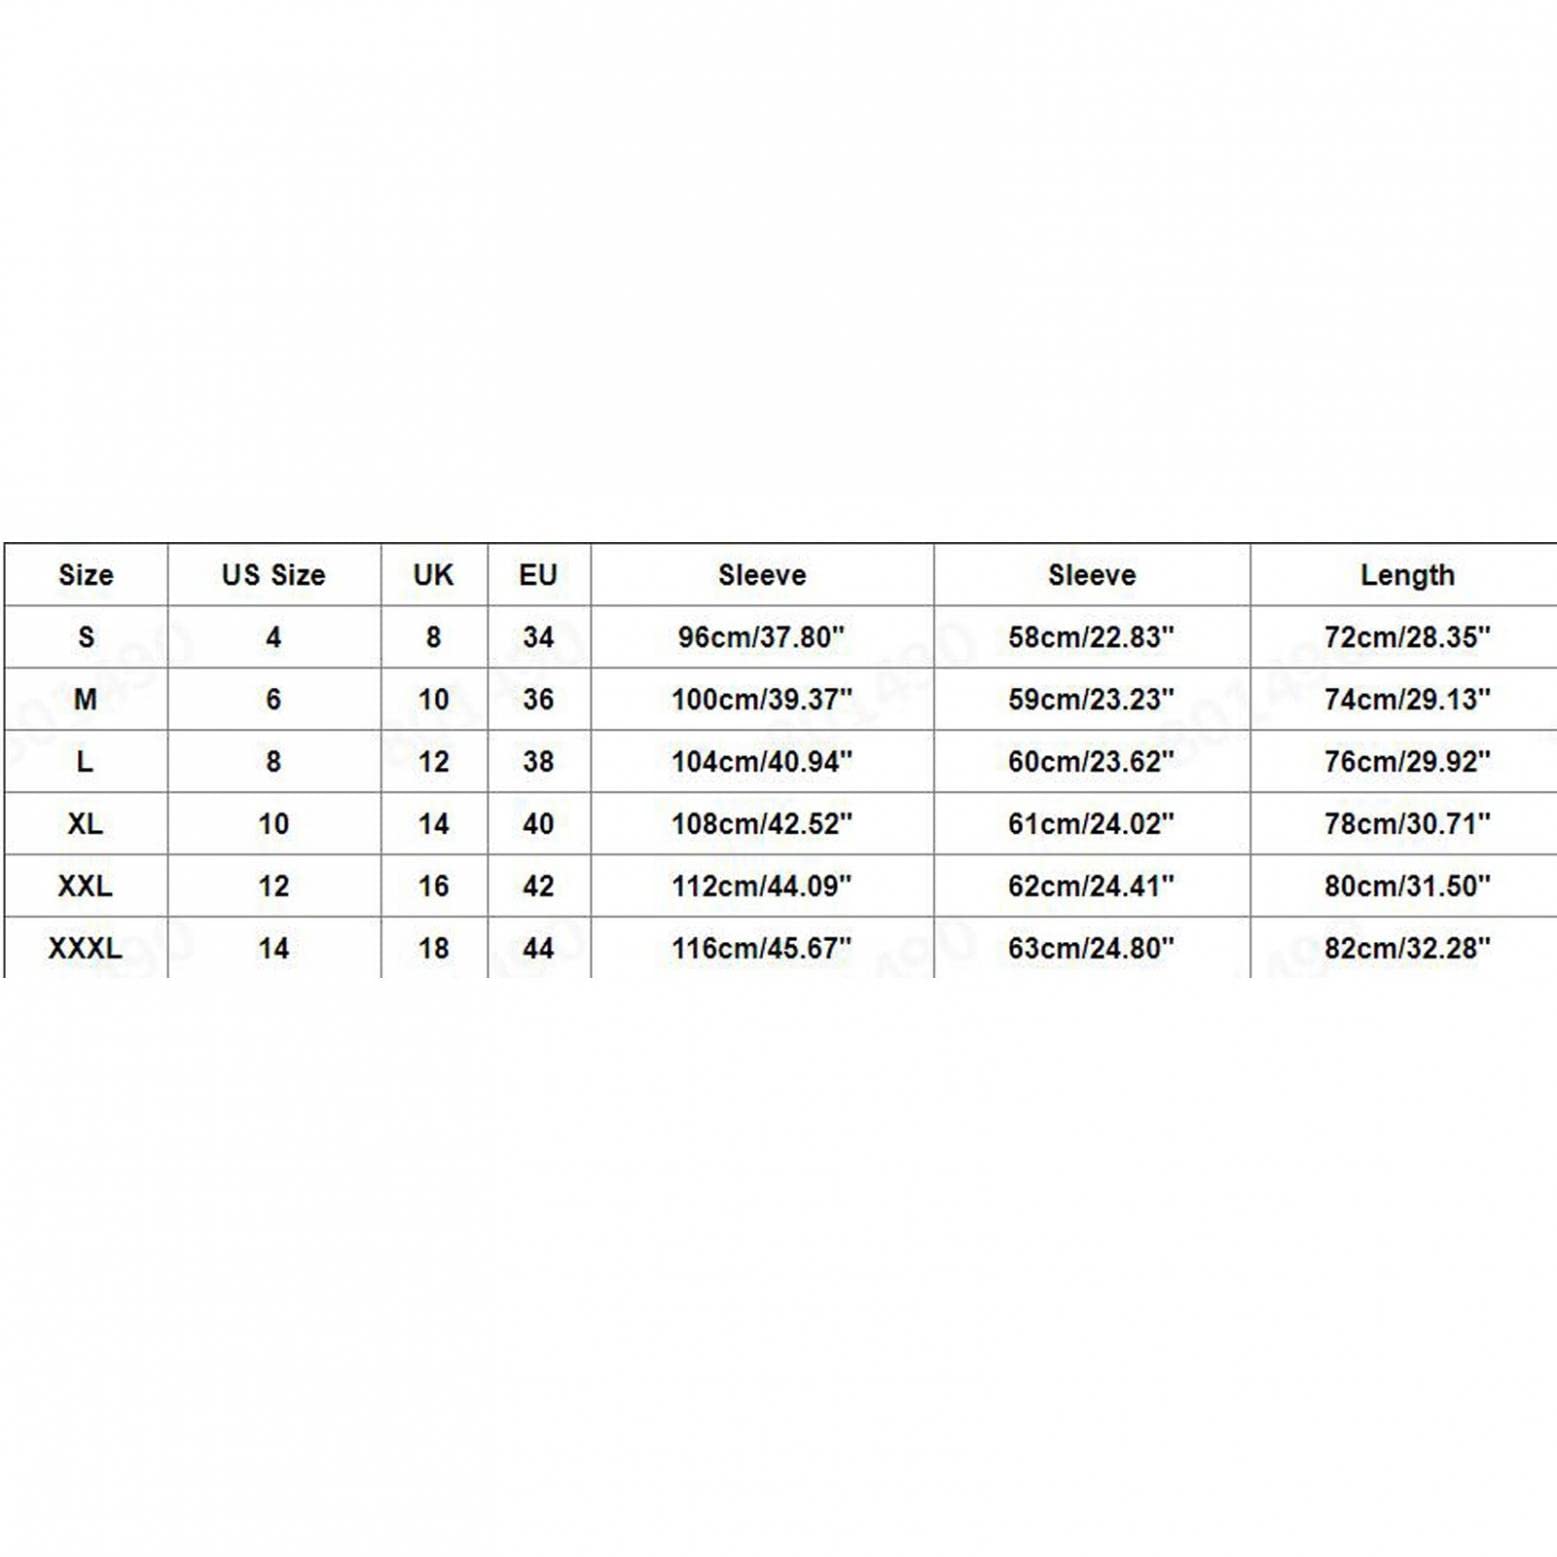 Size US Size UK EU Sleeve Sleeve Length
S 4 8 34 96cm/37.80" 58cm/22.83" 72cm/28.35"
M 6 10 36 100cm/39.37" 59cm/23.23" 74cm/29.13"
L 8 12 38 104cm/40.94" 60cm/23.62" 76cm/29.92"
XL 10 14 40 108cm/42.52" 61cm/24.02" 78cm/30.71"
XXL 12 16 42 112cm/44.09" 62cm/24.41" 80cm/31.50"
XXXL 14 18 44 116cm/45.67" 63cm/24.80" 82cm/32.28"